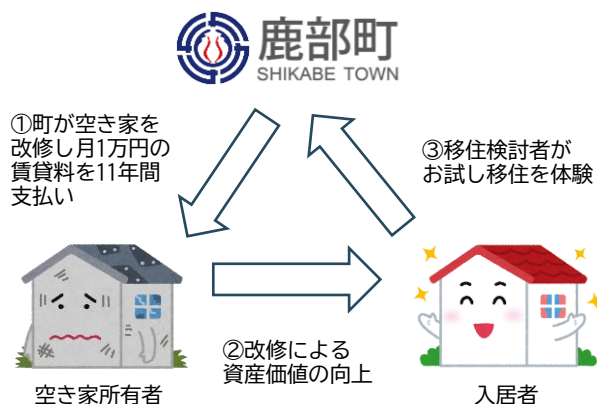 鹿部町
SHIKABE TOWN
①町が空き家を
改修し月1万円の
賃貸料を11年間
支払い
③移住検討者が
お試し移住を体験
②改修による
資産価値の向上
空き家所有者
入居者